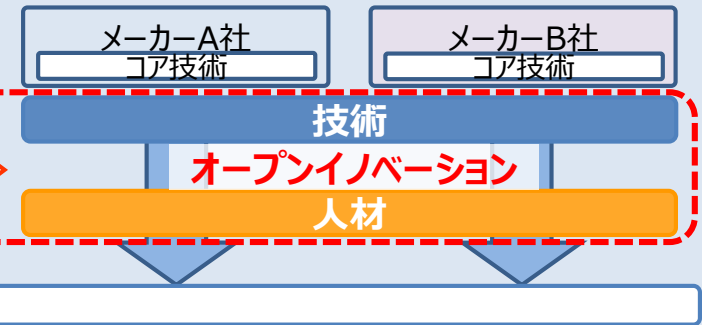 メーカーA社
コア技術
メーカーB社
コア技術
技術
オープンイノベーション
人材